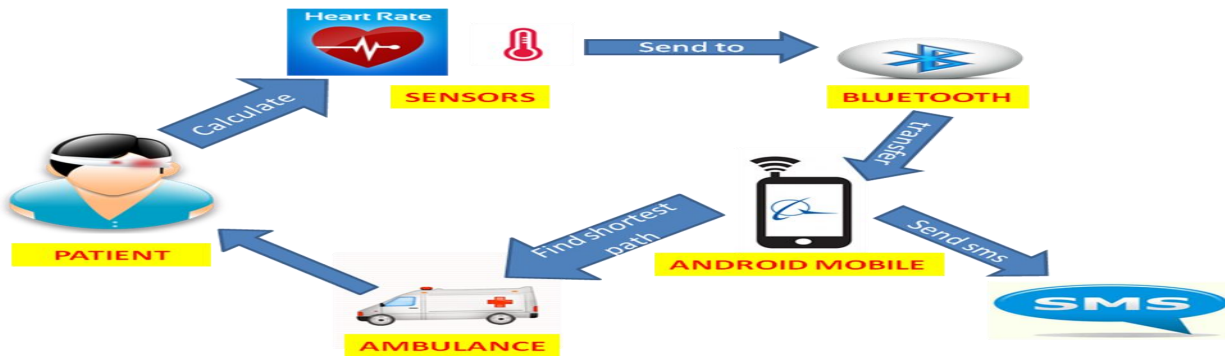 Heart Rate
Send to
SENSORS
BLUETOOTH
Calculate
transfer
PATIENT
Find shortest
path
ANDROID MOBILE
Send sms
SMS
AMBULANCE